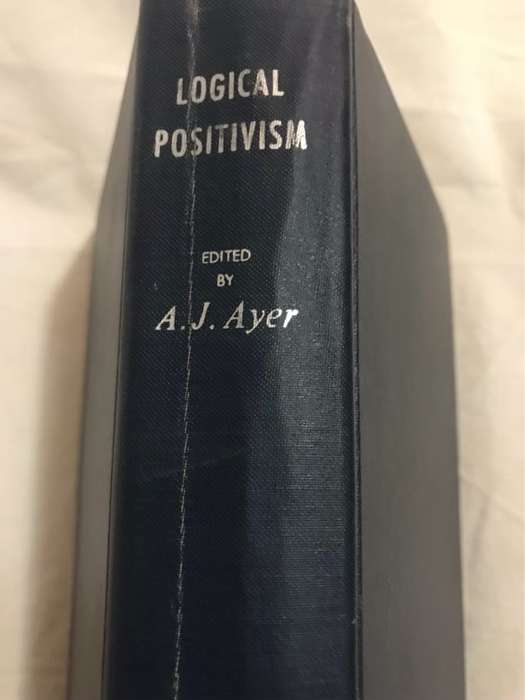 LOGICAL
POSITIVISM
EDITED
BY
A.J. Ayer